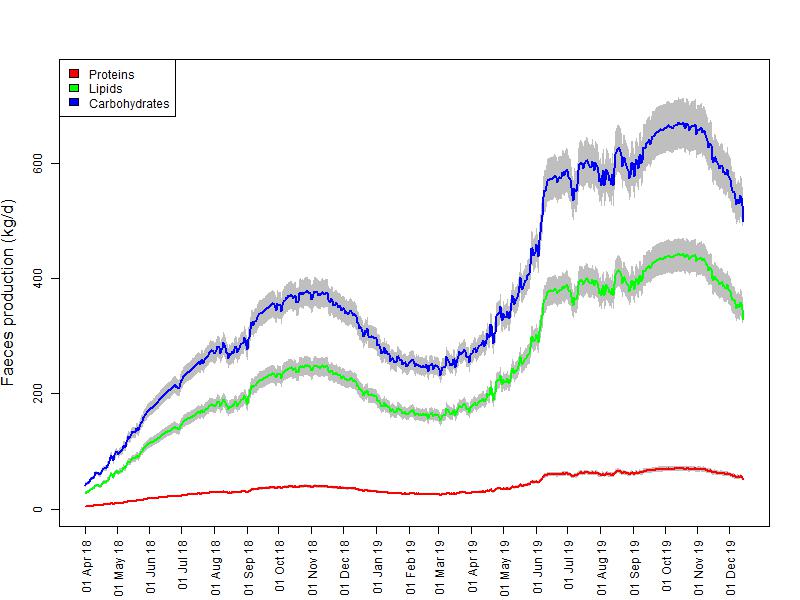 Proteins
Lipids
Carbohydrates
Faeces production (kg/d)
600
400
200
0
01 Apr 18
01 May 18
01 Jun 18
01 Jul 18
01 Aug 18
01 Sep 18
01 Oct 18
01 Nov 18
01 Dec 18
01 Jan 19
01 Feb 19
01 Mar 19
01 Apr 19
01 May 19
01 Jun 19
01 Jul 19
01 Aug 19
01 Sep 19
01 Oct 19
01 Nov 19
01 Dec 19